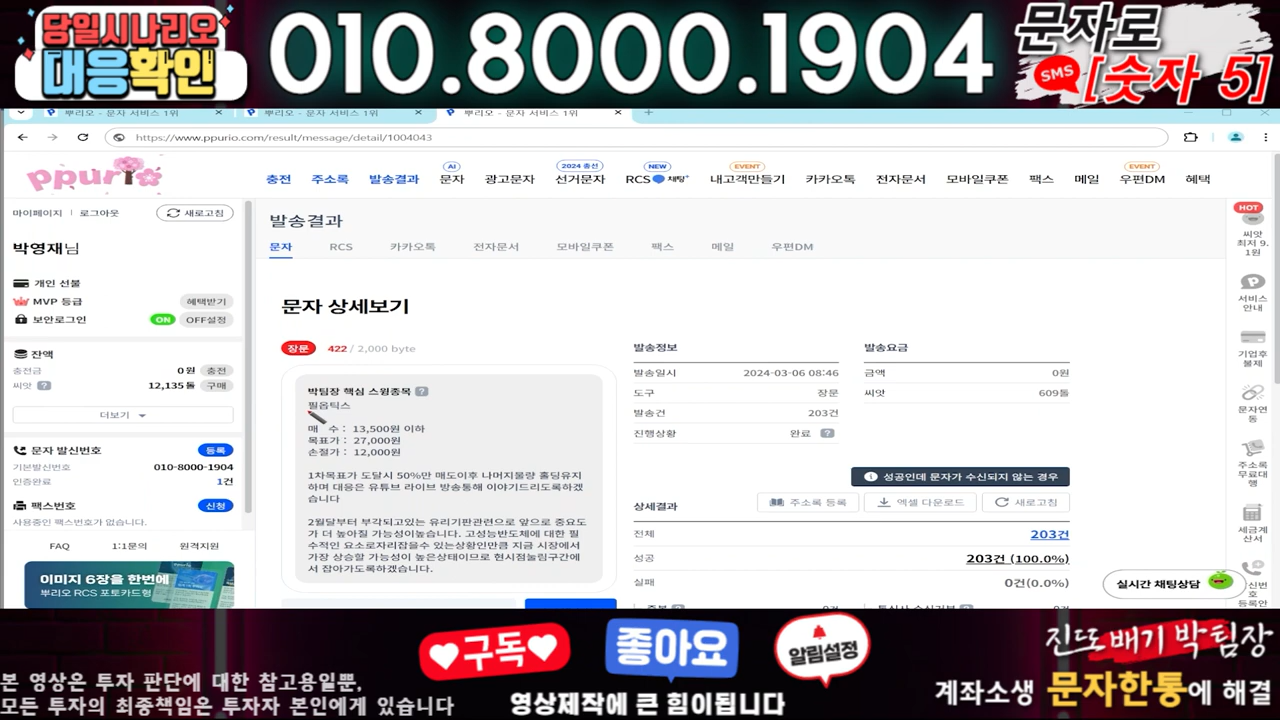 당일시나리오
대응확인
010.8000.1904
문자로
SMS
[숫자 5]
뿌리오 - 문자 서비스 1위
뿌리오 - 문자 서비스 1위
뿌리오 - 문자 서비스 1위
https://www.ppurio.com/result/message/detail/1004043
ppurio
충전
주소록
발송결과
AI
문자
광고문자
2024 총선
선거문자
NEW
RCS 채팅+
EVENT
내고객만들기
카카오톡
전자문서
모바일쿠폰
팩스
메일
EVENT
우편DM
혜택
마이페이지 | 로그아웃
새로고침
박영재님
개인 선불
MVP 등급
혜택받기
보안로그인
ON
OFF설정
잔액
충전금
0원
충전
씨앗 ?
12,135톨
구매
더보기
문자 발신번호
등록
기본발신번호
010-8000-1904
인증완료
1건
팩스번호
신청
사용중인 팩스번호가 없습니다.
FAQ
1:1문의
원격지원
이미지 6장을 한번에
뿌리오 RCS 포토카드형
발송결과
문자
RCS
카카오톡
전자문서
모바일쿠폰
팩스
메일
우편DM
문자 상세보기
장문
422 / 2,000 byte
박팀장 핵심 스윙종목 ?
필옵틱스
매 수 : 13,500원 이하
목표가 : 27,000원
손절가 : 12,000원
1차목표가 도달시 50%만 매도이후 나머지물량 홀딩유지
하며 대응은 유튜브 라이브 방송통해 이야기드리도록하겠
습니다
2월달부터 부각되고있는 유리기판관련으로 앞으로 중요도
가 더 높아질 가능성이높습니다. 고성능반도체에 대한 필
수적인 요소로자리잡을수 있는상황인만큼 지금 시장에서
가장 상승할 가능성이 높은상태이므로 현시점눌림구간에
서 잡아가도록하겠습니다.
발송정보
발송일시
2024-03-06 08:46
도구
장문
발송건
203건
진행상황
완료 ?
발송요금
금액
0원
씨앗
609톨
성공인데 문자가 수신되지 않는 경우
상세결과
주소록 등록
엑셀 다운로드
새로고침
전체
203건
성공
203건 (100.0%)
실패
0건(0.0%)
실시간 채팅상담
HOT
씨앗
최저 9.
1원
서비스
안내
기업후
불제
문자연
동
주소록
무료대
행
세금계
산서
구독
좋아요
알림설정
진또배기 박팀장
본 영상은 투자 판단에 대한 참고용일뿐,
모든 투자의 최종책임은 투자자 본인에게 있습니다
영상제작에 큰 힘이됩니다
계좌소생 문자한통에 해결